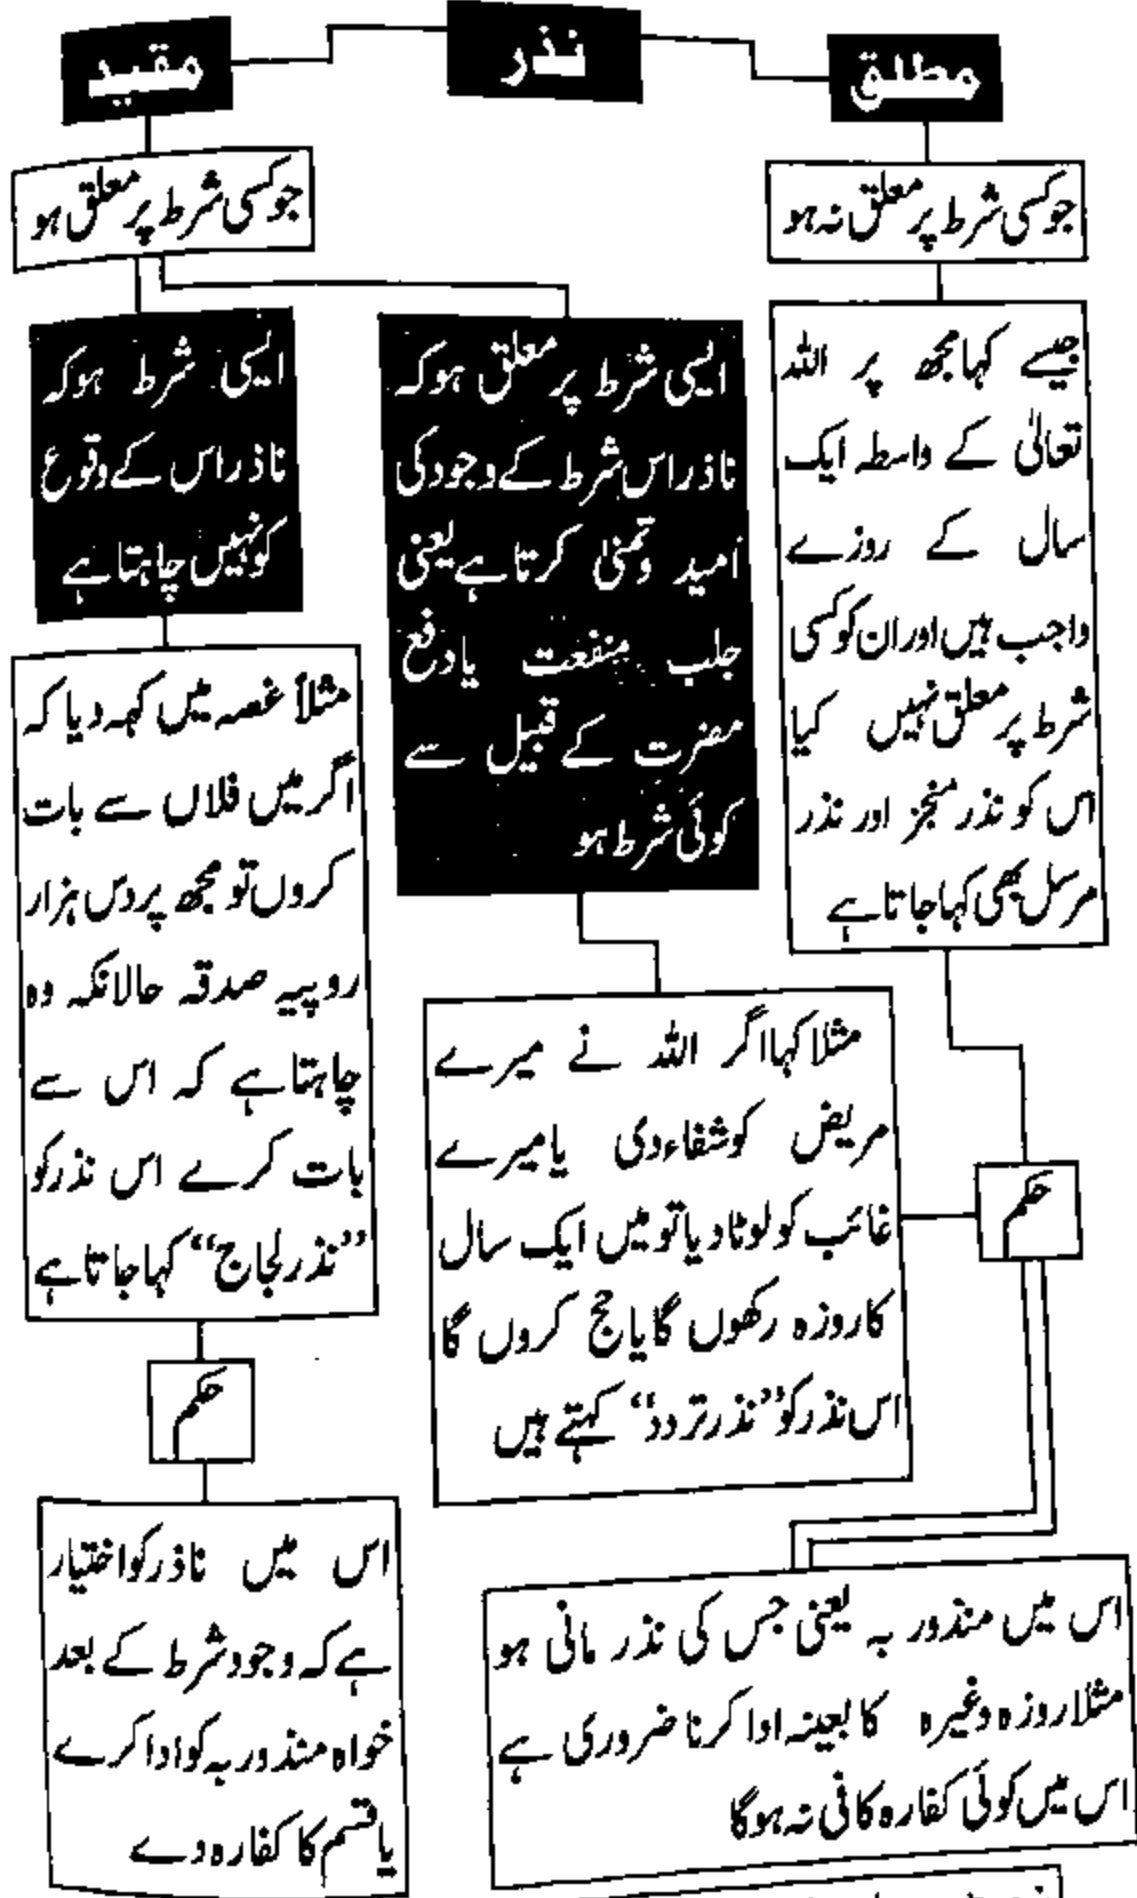 نذر
مطلق
مقید
جو کسی شرط پر معلق نہ ہو
جیسے کہا مجھ پر اللہ
تعالیٰ کے واسطہ ایک
سال کے روزے
واجب ہیں اور ان کو کسی
شرط پر معلق نہیں کیا
اس کو نذر منجز اور نذر
مرسل بھی کہا جاتا ہے
جو کسی شرط پر معلق ہو
ایسی شرط پر معلق ہو کہ
ناذر اس شرط کے وجود کی
امید و تمنیٰ کرتا ہے یعنی
جلب منفعت یا دفع
مضرت کے قبیل سے
کوئی شرط ہو
مثلا کہا اگر اللہ نے میرے
مریض کو شفاء دی یا میرے
غائب کو لوٹا دیا تو میں ایک سال
کا روزہ رکھوں گا یا حج کروں گا
اس نذر کو ”نذر تردد“ کہتے ہیں
حکم
اس میں منذور بہ یعنی جس کی نذر مانی ہو
مثلا روزہ وغیرہ کا بعینہ ادا کرنا ضروری ہے
اس میں کوئی کفارہ کافی نہ ہوگا
ایسی شرط ہو کہ
ناذر اس کے وقوع
کو نہیں چاہتا ہے
مثلاً غصہ میں کہہ دیا کہ
اگر میں فلاں سے بات
کروں تو مجھ پر دس ہزار
روپیہ صدقہ حالانکہ وہ
چاہتا ہے کہ اس سے
بات کرے اس نذر کو
”نذر لجاج“ کہا جاتا ہے
حکم
اس میں ناذر کو اختیار
ہے کہ وجود شرط کے بعد
خواہ منذور بہ کو ادا کرے
یا قسم کا کفارہ دے